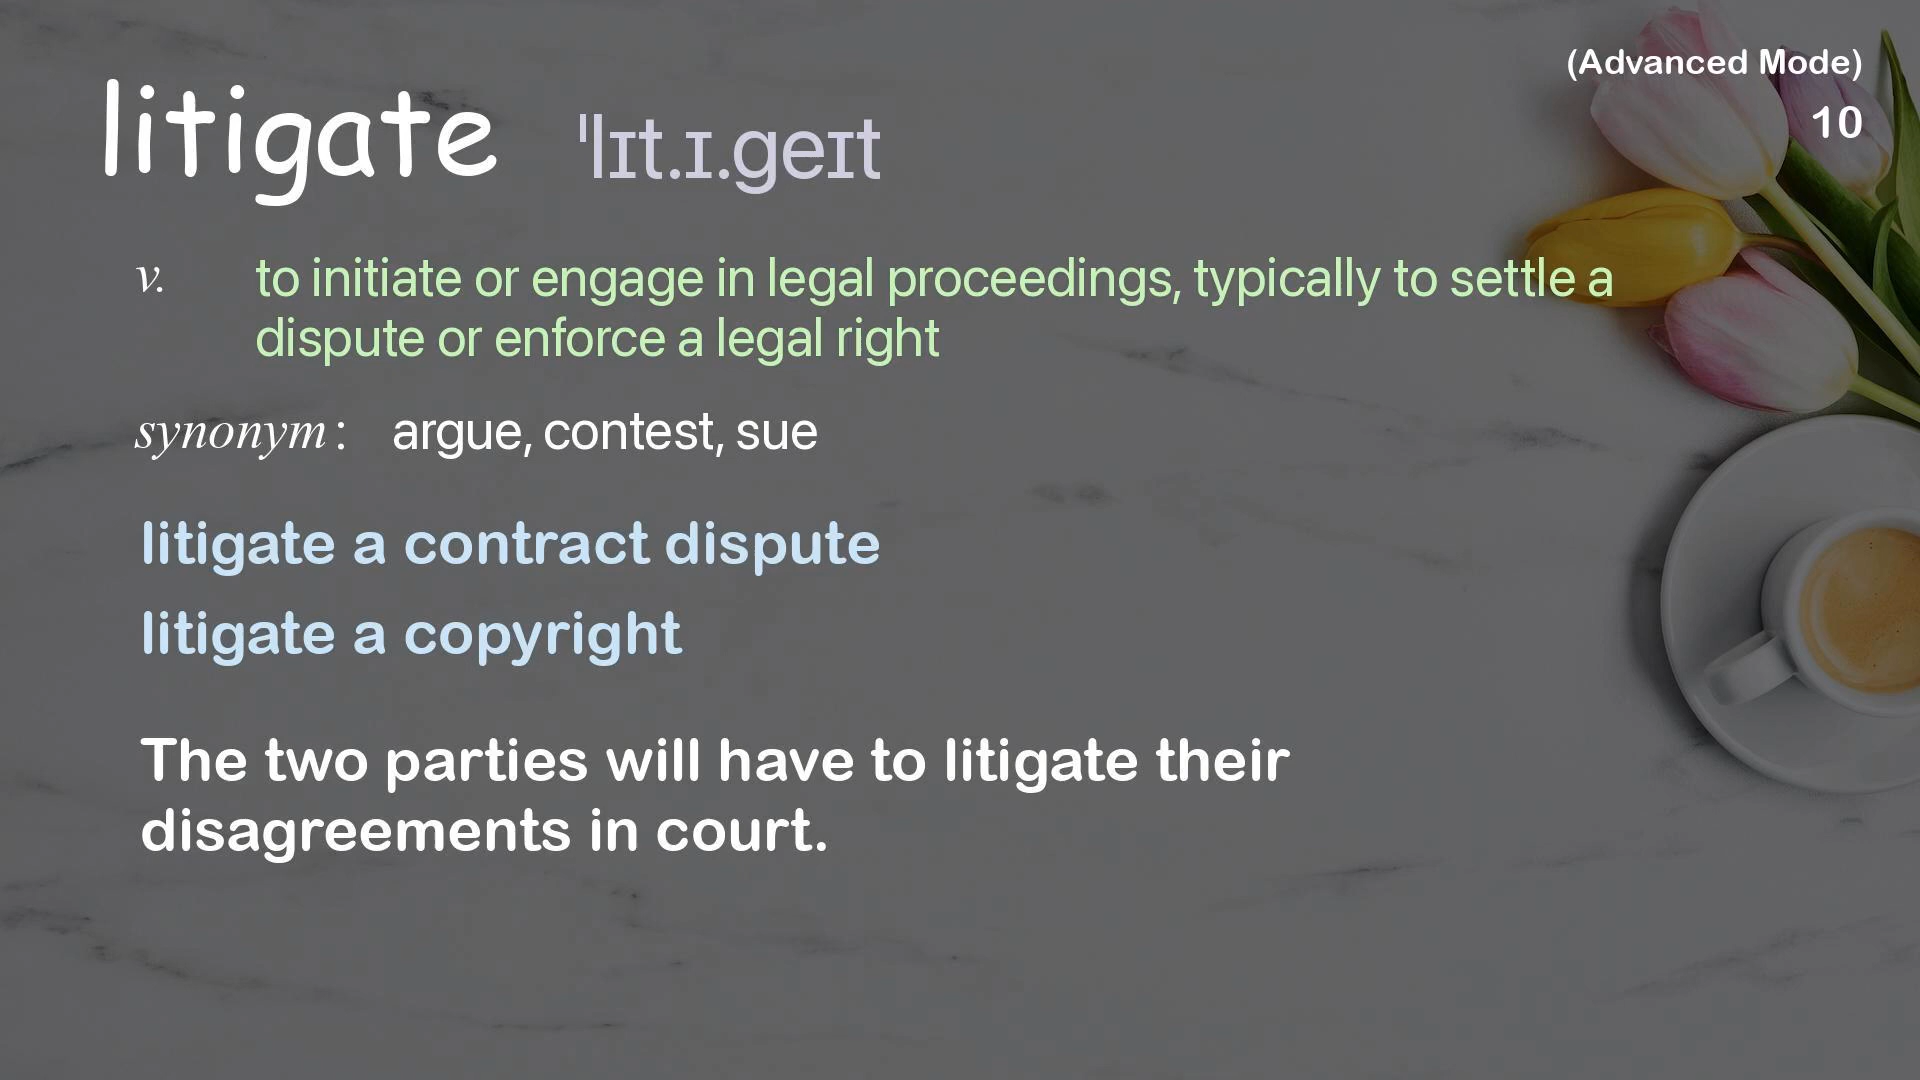 (Advanced Mode)
10
litigate ˈlɪt.ɪ.geɪt
v. to initiate or engage in legal proceedings, typically to settle a
dispute or enforce a legal right
synonym: argue, contest, sue
litigate a contract dispute
litigate a copyright
The two parties will have to litigate their
disagreements in court.